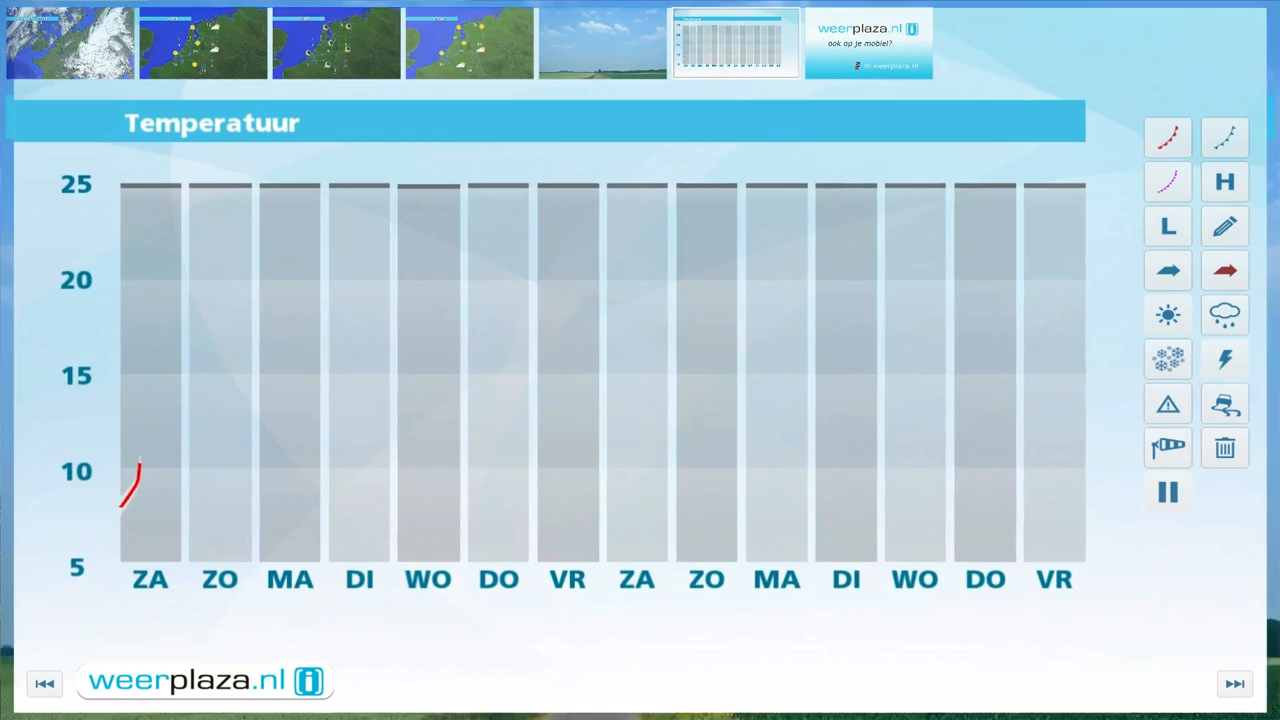 weerplaza.nl
ook op je mobiel?
m.weerplaza.nl
Temperatuur
25
20
15
10
5
ZA ZO MA DI WO DO VR ZA ZO MA DI WO DO VR
H
L
weerplaza.nl